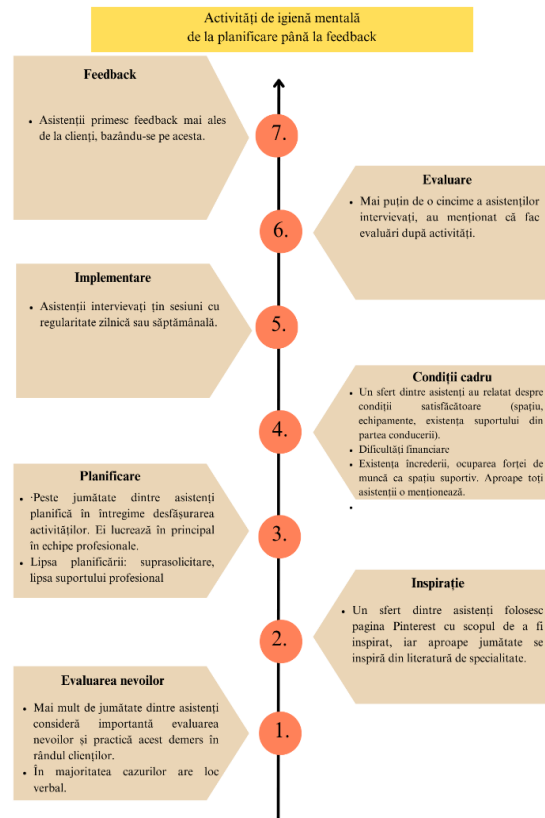 Activități de igienă mentală
de la planificare până la feedback
Feedback
• Asistenții primesc feedback mai ales
de la clienți, bazându-se pe acesta.
7.
Evaluare
• Mai puțin de o cincime a asistenților
intervievați, au menționat că fac
evaluări după activități.
6.
Implementare
• Asistenții intervievați țin sesiuni cu
regularitate zilnică sau săptămânală.
5.
Condiții cadru
• Un sfert dintre asistenți au relatat despre
condiții satisfăcătoare (spațiu,
echipamente, existența suportului din
partea conducerii).
• Dificultăți financiare
• Existența încrederii, ocuparea forței de
muncă ca spațiu suportiv. Aproape toți
asistenții o menționează.
•
4.
Planificare
• ·Peste jumătate dintre asistenți
planifică în întregime desfășurarea
activităților. Ei lucrează în principal
în echipe profesionale.
• Lipsa planificării: suprasolicitare,
lipsa suportului profesional
3.
Inspirație
• Un sfert dintre asistenți folosesc
pagina Pinterest cu scopul de a fi
inspirat, iar aproape jumătate se
inspiră din literatură de specialitate.
2.
Evaluarea nevoilor
• Mai mult de jumătate dintre asistenți
consideră importantă evaluarea
nevoilor și practică acest demers în
rândul clienților.
• În majoritatea cazurilor are loc
verbal.
1.